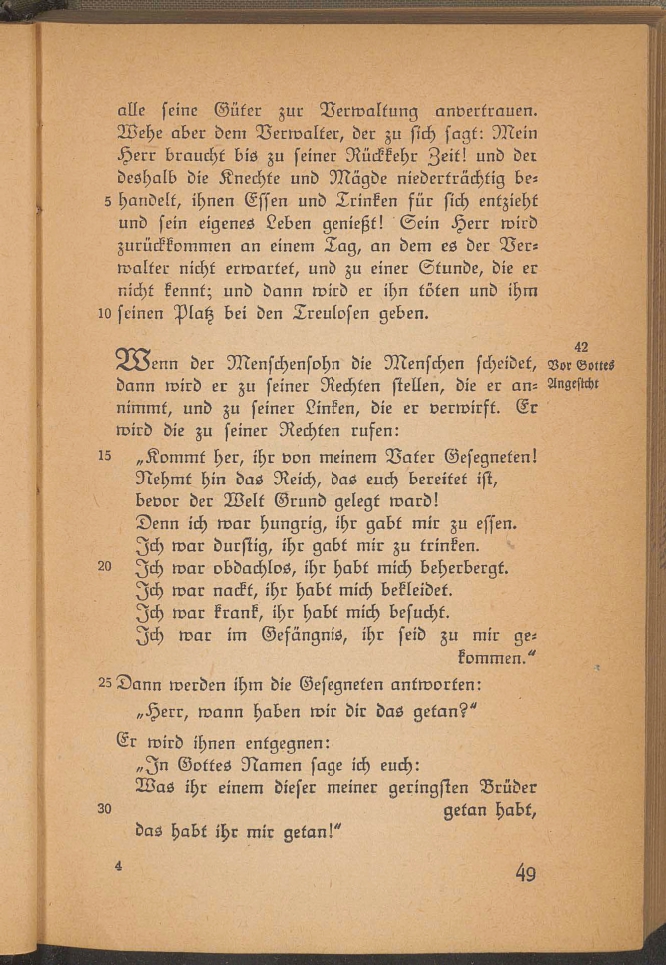 alle seine Güter zur Verwaltung anvertrauen.
Wehe aber dem Verwalter, der zu sich sagt: Mein
Herr braucht bis zu seiner Rückkehr Zeit! und der
deshalb die Knechte und Mägde niederträchtig be⸗
5 handelt, ihnen Essen und Trinken für sich entzieht
und sein eigenes Leben genießt! Sein Herr wird
zurückkommen an einem Tag, an dem es der Ver⸗
walter nicht erwartet, und zu einer Stunde, die er
nicht kennt; und dann wird er ihn töten und ihm
10 seinen Platz bei den Treulosen geben.
42
Vor Gottes
Angesicht
Wenn der Menschensohn die Menschen scheidet,
dann wird er zu seiner Rechten stellen, die er an⸗
nimmt, und zu seiner Linken, die er verwirft. Er
wird die zu seiner Rechten rufen:
15 „Kommt her, ihr von meinem Vater Gesegneten!
Nehmt hin das Reich, das euch bereitet ist,
bevor der Welt Grund gelegt ward!
Denn ich war hungrig, ihr gabt mir zu essen.
Ich war durstig, ihr gabt mir zu trinken.
20 Ich war obdachlos, ihr habt mich beherbergt.
Ich war nackt, ihr habt mich bekleidet.
Ich war krank, ihr habt mich besucht.
Ich war im Gefängnis, ihr seid zu mir ge⸗
kommen.“
25 Dann werden ihm die Gesegneten antworten:
„Herr, wann haben wir dir das getan?“
Er wird ihnen entgegnen:
„In Gottes Namen sage ich euch:
Was ihr einem dieser meiner geringsten Brüder
30 getan habt,
das habt ihr mir getan!“
4
49